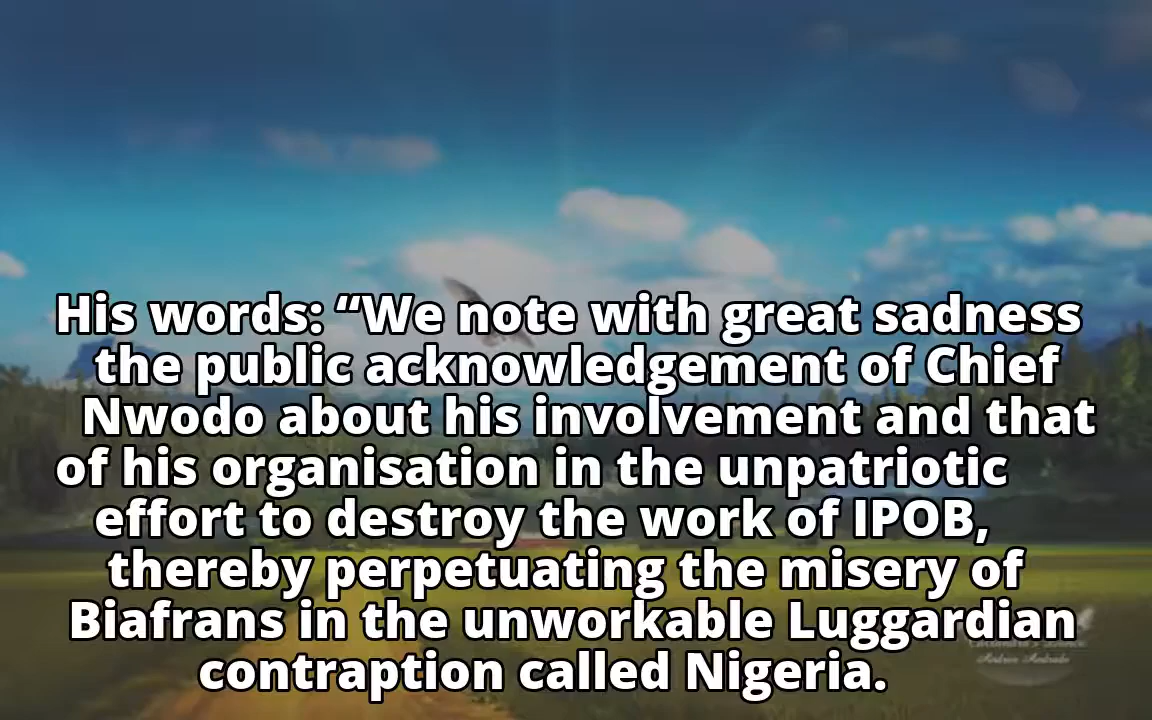 His words: “We note with great sadness
the public acknowledgement of Chief
Nwodo about his involvement and that
of his organisation in the unpatriotic
effort to destroy the work of IPOB,
thereby perpetuating the misery of
Biafrans in the unworkable Luggardian
contraption called Nigeria.